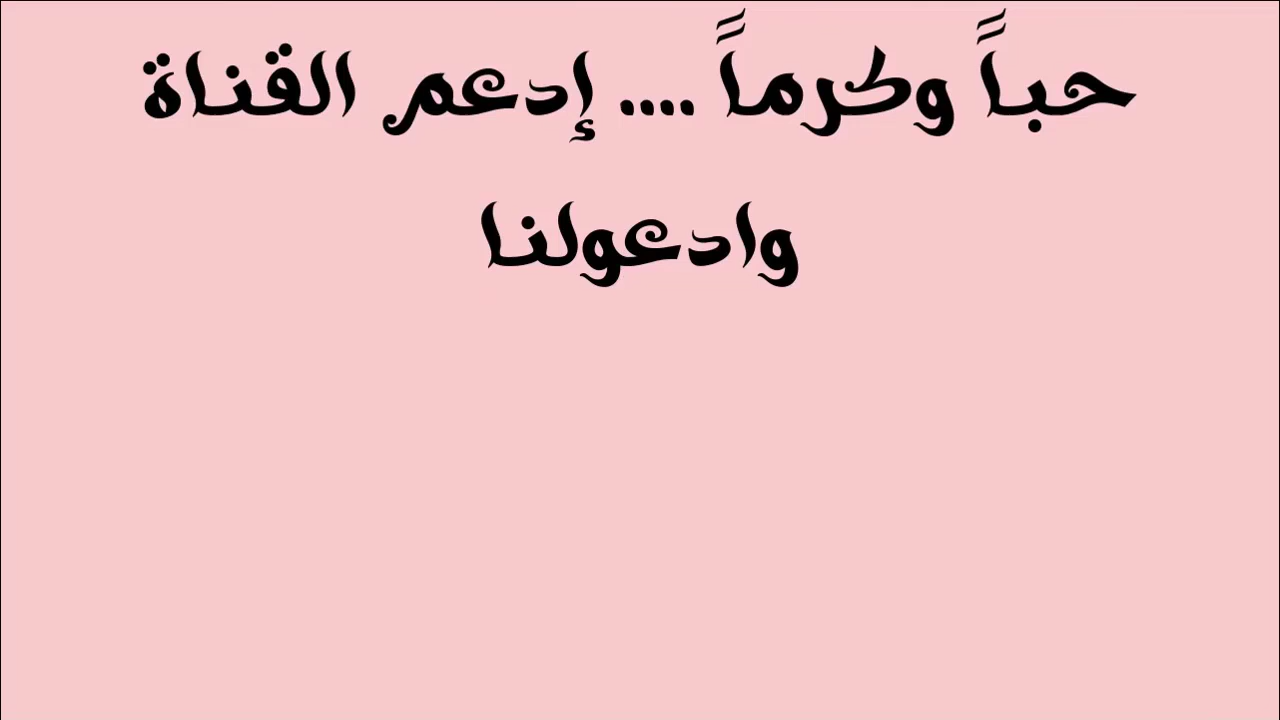 حباً وكرماً .... إدعم القناة
وادعولنا